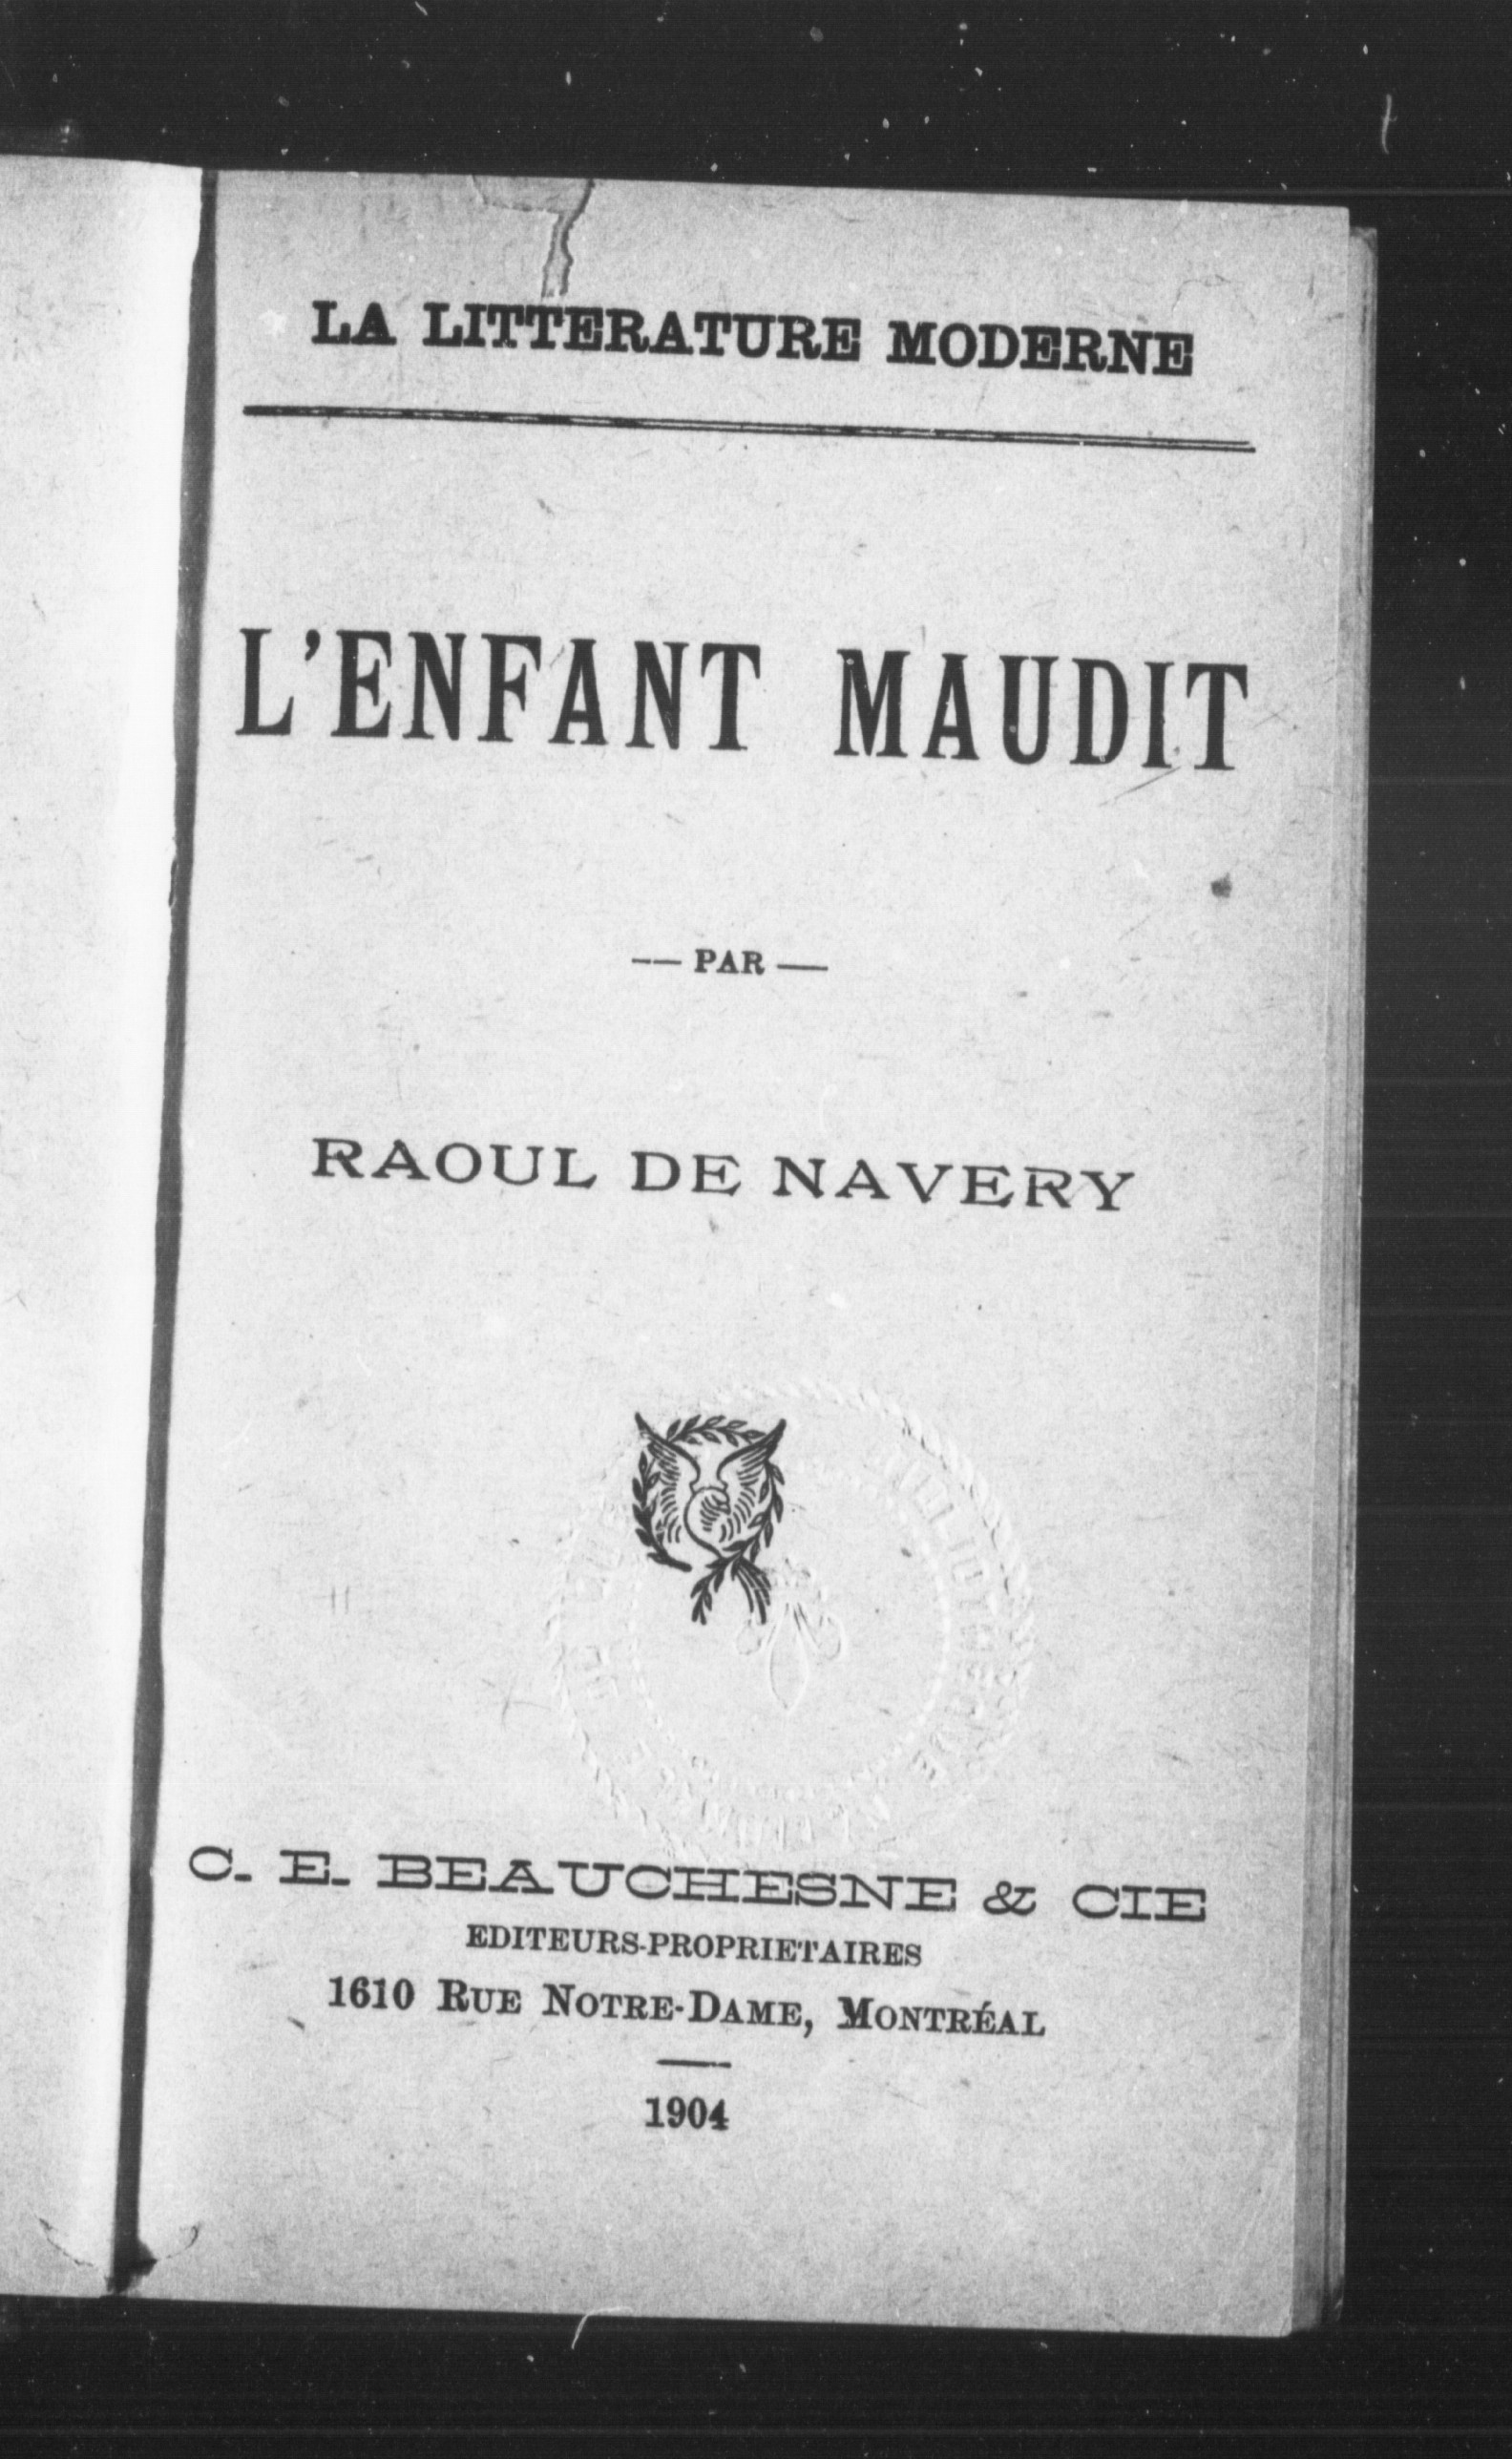 LA LITTERATURE MODERNE
L'ENFANT MAUDIT
— PAR —
RAOUL DE NAVERY
C. E. BEAUCHESNE & CIE
EDITEURS-PROPRIETAIRES
1610 RUE NOTRE-DAME, MONTRÉAL
1904